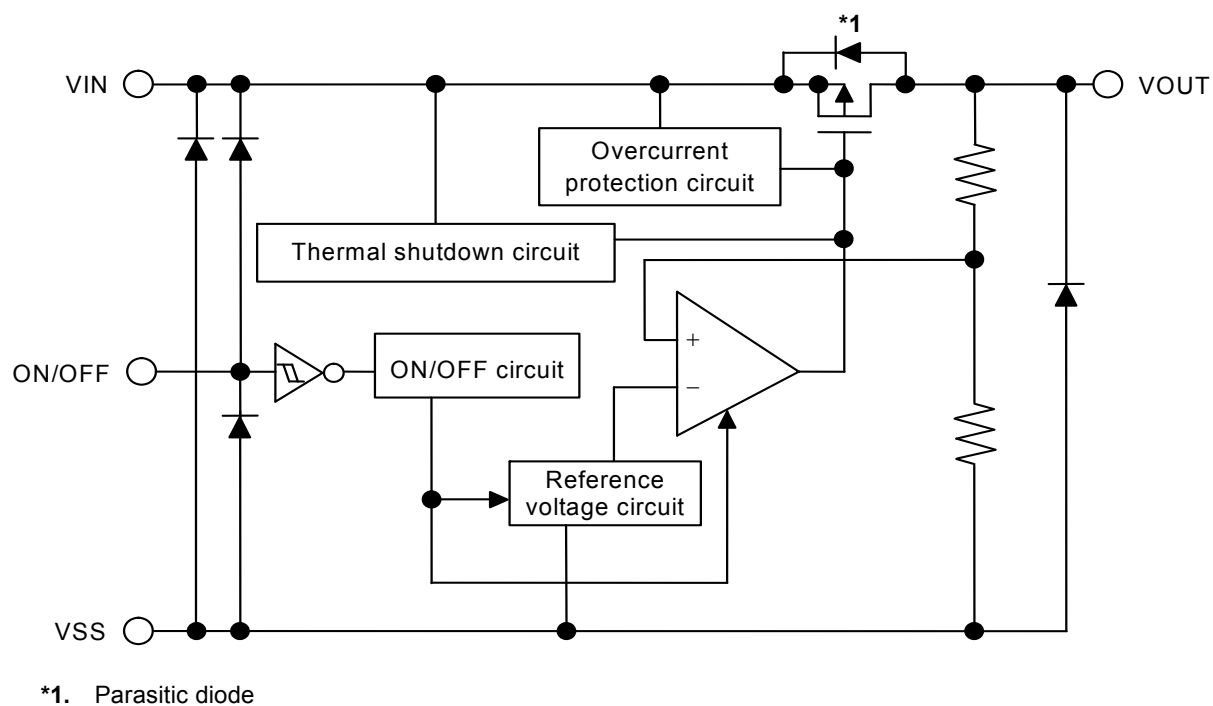 *1
VIN
VOUT
Overcurrent
protection circuit
Thermal shutdown circuit
+
ON/OFF
ON/OFF circuit
−
Reference
voltage circuit
VSS
*1. Parasitic diode